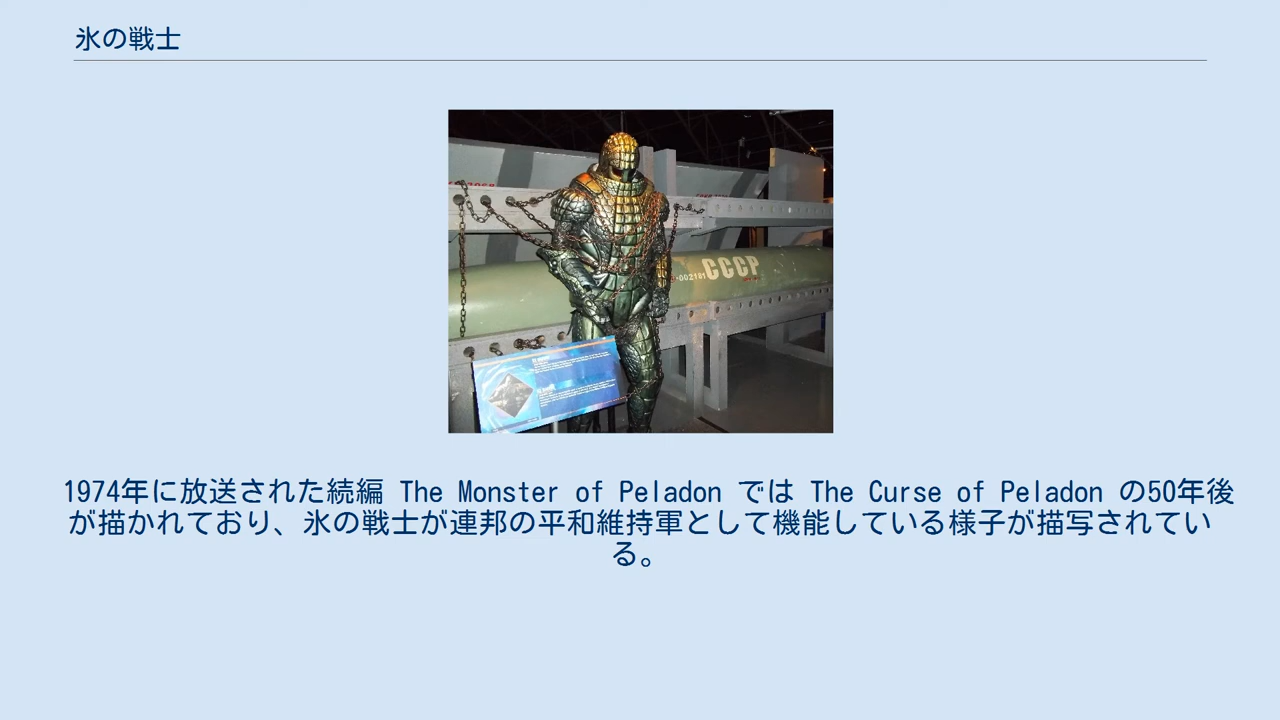 氷の戦士
002181
CCCP
1974年に放送された続編 The Monster of Peladon では The Curse of Peladon の50年後
が描かれており、氷の戦士が連邦の平和維持軍として機能している様子が描写されてい
る。